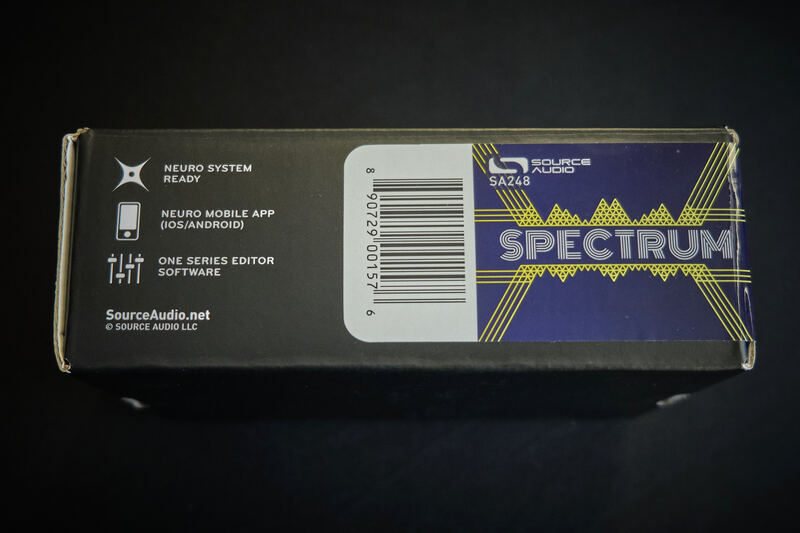 NEURO SYSTEM
READY
NEURO MOBILE APP
(IOS/ANDROID)
ONE SERIES EDITOR
SOFTWARE
SourceAudio.net
© SOURCE AUDIO LLC
8 90729 00157 6
SOURCE
AUDIO
SA248
SPECTRUM